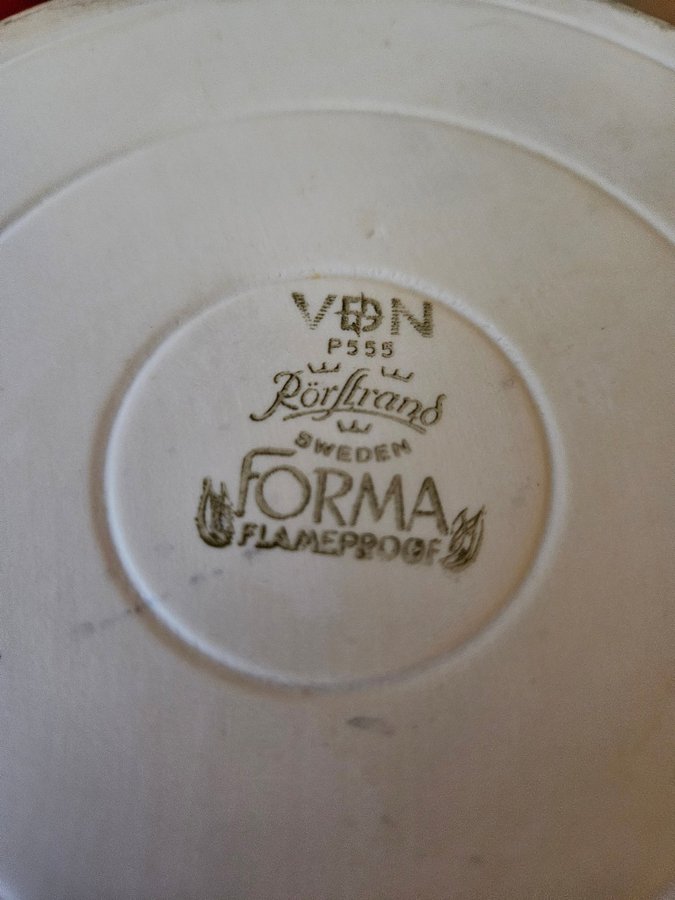 VDN
P555
Rörstrand
SWEDEN
FORMA
FLAMEPROOF